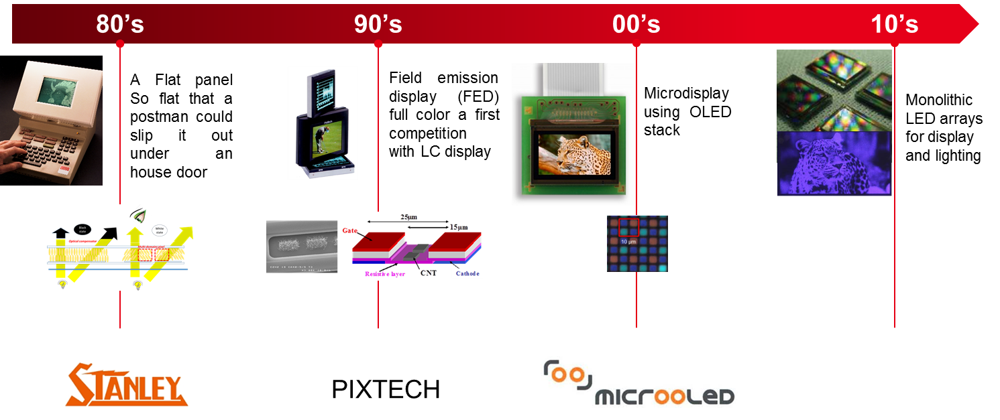 80's
90's
00's
10's
A Flat panel
So flat that a
postman could
slip it out
under an
house door
Field emission
display (FED)
full color a first
competition
with LC display
Microdisplay
using OLED
stack
Monolithic
LED arrays
for display
and lighting
Black
state
White
state
Optical compensator
Multi-domains pixel
25µm
15µm
Gate
Resistive layer
CNT
Cathode
10 µm
STANLEY
PIXTECH
MICROOLED